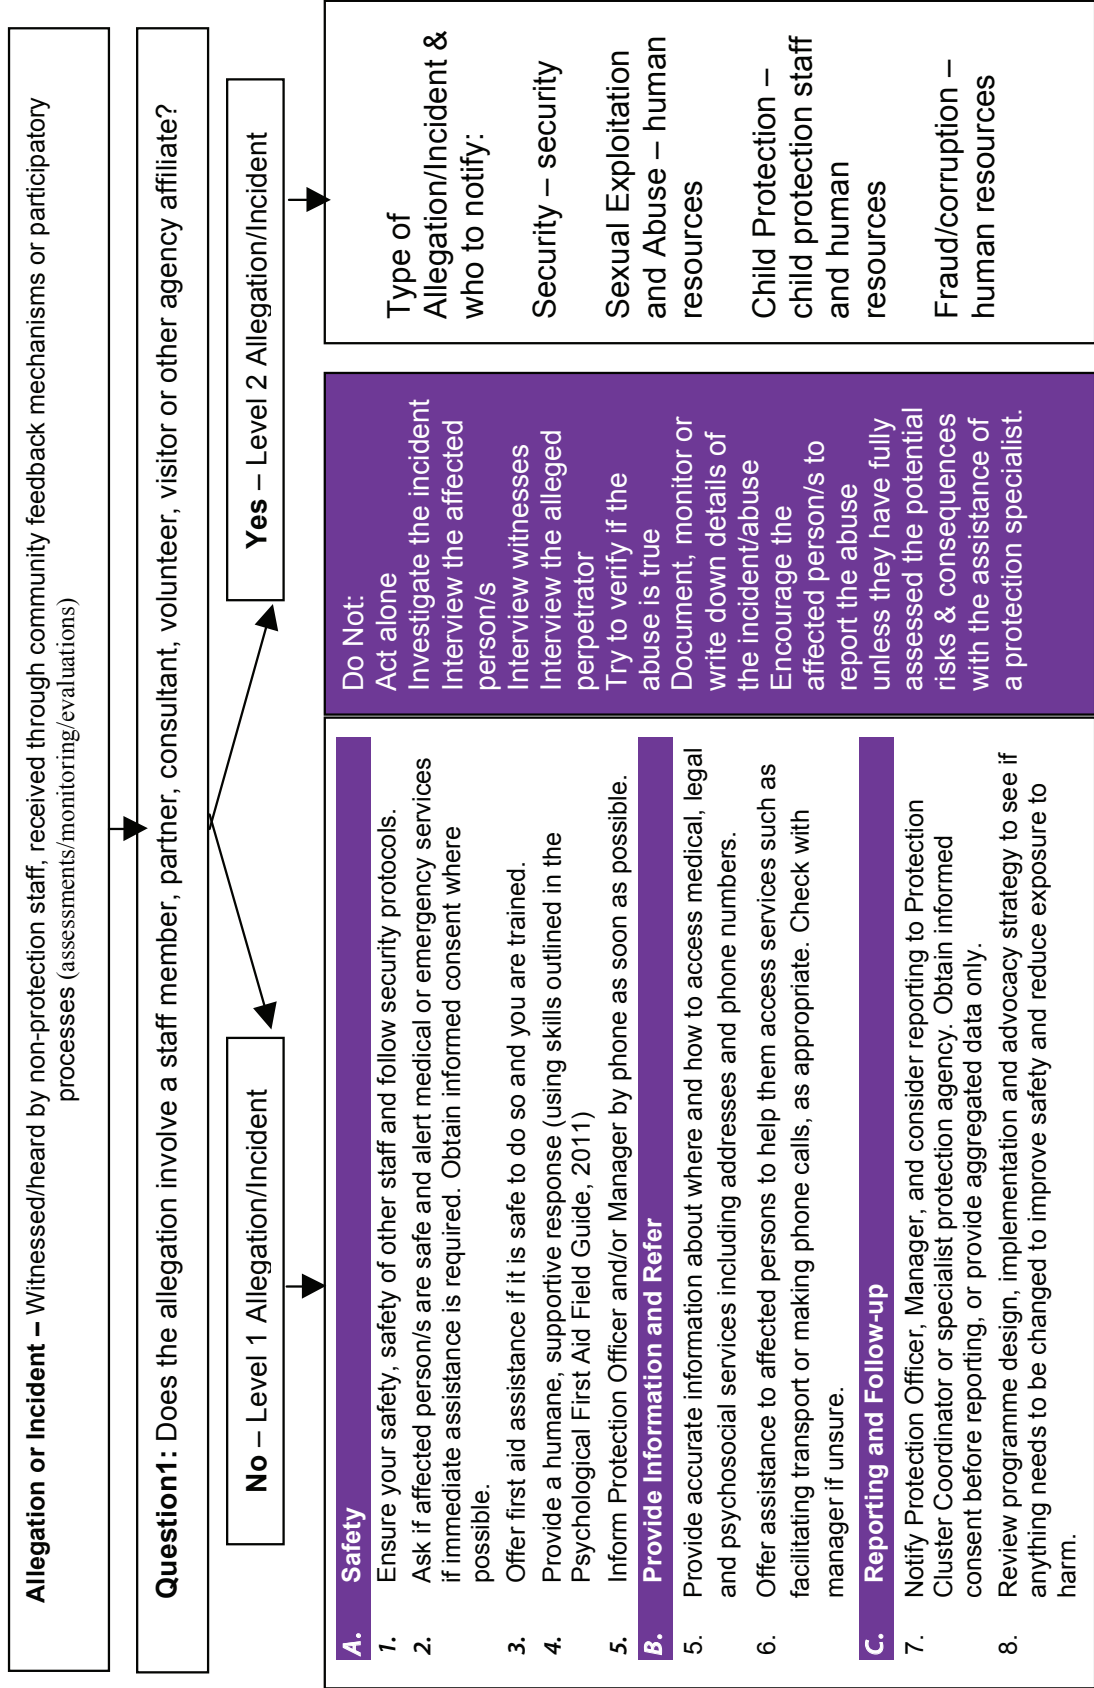 Allegation or Incident – Witnessed/heard by non-protection staff, received through community feedback mechanisms or participatory
processes (assessments/monitoring/evaluations)
Question1: Does the allegation involve a staff member, partner, consultant, volunteer, visitor or other agency affiliate?
No – Level 1 Allegation/Incident
Yes – Level 2 Allegation/Incident
A. Safety
1. Ensure your safety, safety of other staff and follow security protocols.
2. Ask if affected person/s are safe and alert medical or emergency services
if immediate assistance is required. Obtain informed consent where
possible.
3. Offer first aid assistance if it is safe to do so and you are trained.
4. Provide a humane, supportive response (using skills outlined in the
Psychological First Aid Field Guide, 2011)
5. Inform Protection Officer and/or Manager by phone as soon as possible.
B. Provide Information and Refer
5. Provide accurate information about where and how to access medical, legal
and psychosocial services including addresses and phone numbers.
6. Offer assistance to affected persons to help them access services such as
facilitating transport or making phone calls, as appropriate. Check with
manager if unsure.
C. Reporting and Follow-up
7. Notify Protection Officer, Manager, and consider reporting to Protection
Cluster Coordinator or specialist protection agency. Obtain informed
consent before reporting, or provide aggregated data only.
8. Review programme design, implementation and advocacy strategy to see if
anything needs to be changed to improve safety and reduce exposure to
harm.
Do Not:
Act alone
Investigate the incident
Interview the affected
person/s
Interview witnesses
Interview the alleged
perpetrator
Try to verify if the
abuse is true
Document, monitor or
write down details of
the incident/abuse
Encourage the
affected person/s to
report the abuse
unless they have fully
assessed the potential
risks & consequences
with the assistance of
a protection specialist.
Type of
Allegation/Incident &
who to notify:
Security – security
Sexual Exploitation
and Abuse – human
resources
Child Protection –
child protection staff
and human
resources
Fraud/corruption –
human resources